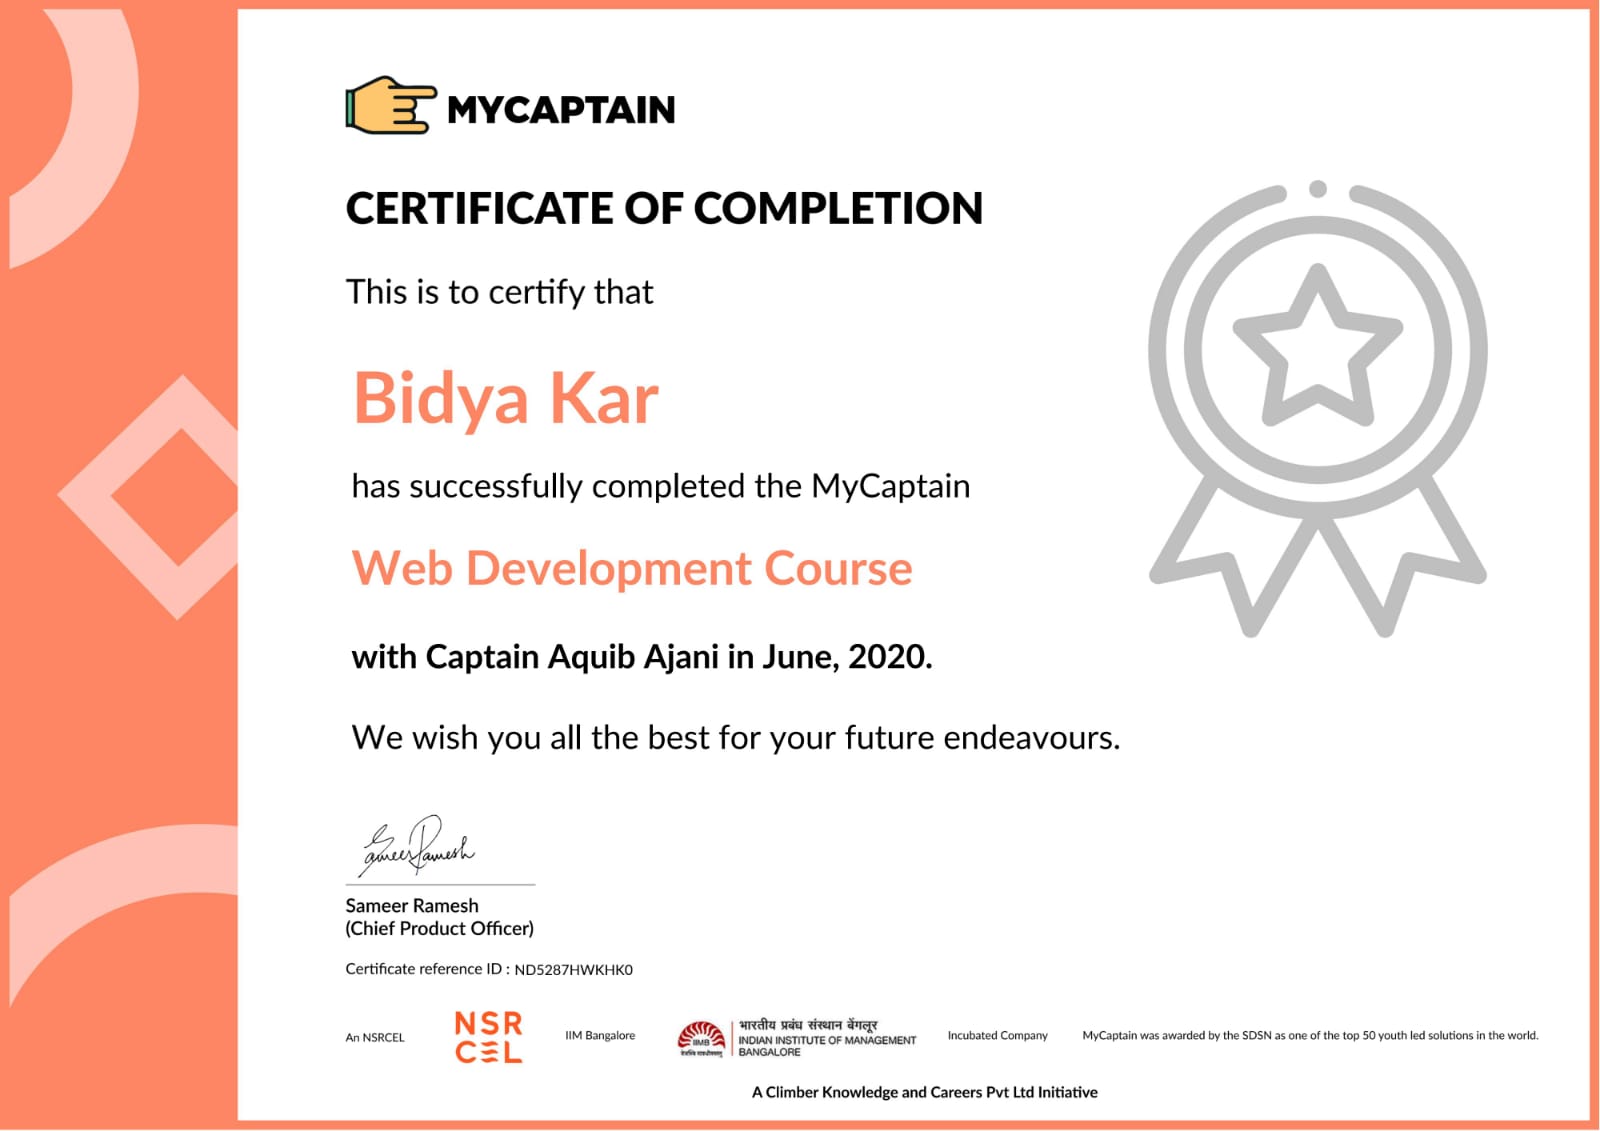 MYCAPTAIN
CERTIFICATE OF COMPLETION
This is to certify that
Bidya Kar
has successfully completed the MyCaptain
Web Development Course
with Captain Aquib Ajani in June, 2020.
We wish you all the best for your future endeavours.
Sameer Ramesh
Sameer Ramesh
(Chief Product Officer)
Certificate reference ID : ND5287HWKHK0
An NSRCEL
NSR
CEL
IIM Bangalore
IIMB
भारतीय प्रबंध संस्थान बेंगलूर
INDIAN INSTITUTE OF MANAGEMENT
BANGALORE
Incubated Company
MyCaptain was awarded by the SDSN as one of the top 50 youth led solutions in the world.
A Climber Knowledge and Careers Pvt Ltd Initiative